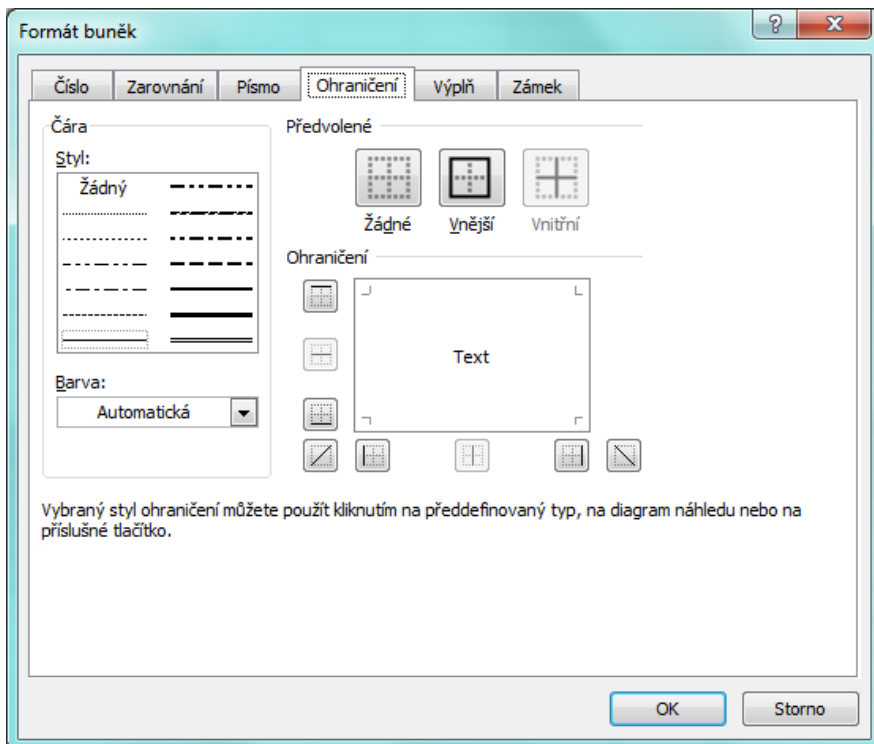 Formát buněk
?
Číslo Zarovnání Písmo Ohraničení Výplň Zámek
Čára
Styl:
Žádný
Barva:
Automatická
Předvolené
Žádné Vnější Vnitřní
Ohraničení
Text
Vybraný styl ohraničení můžete použít kliknutím na předdefinovaný typ, na diagram náhledu nebo na
příslušné tlačítko.
OK Storno